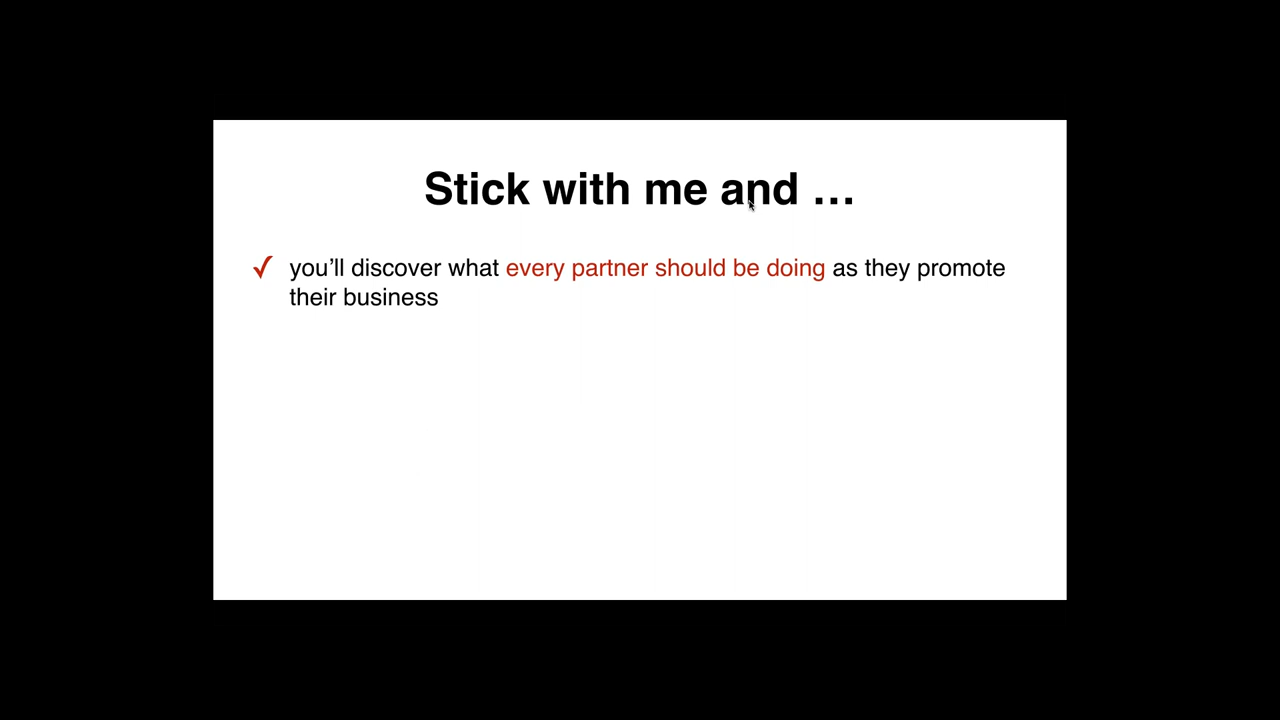 Stick with me and …
✓ you’ll discover what every partner should be doing as they promote
their business